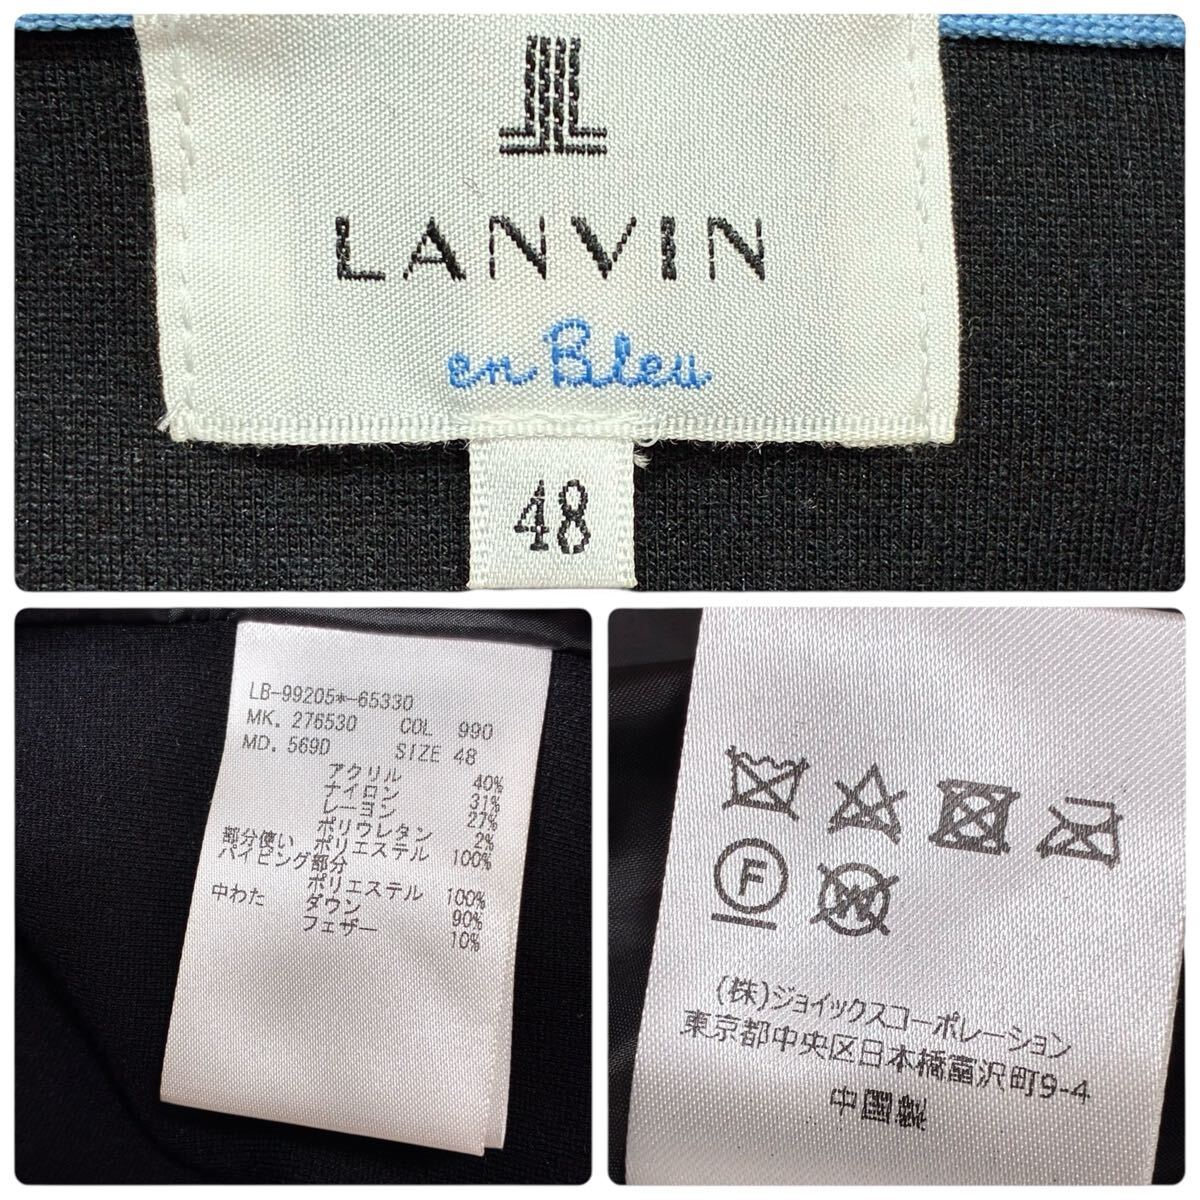 LANVIN
en Bleu
48
LB-99205*-65330
MK. 276530 COL 990
MD. 569D SIZE 48
アクリル 40%
ナイロン 31%
レーヨン 27%
ポリウレタン 2%
部分使い ポリエステル 100%
パイピング部分
ポリエステル 100%
中わた ダウン 90%
フェザー 10%
F
W
(株)ジョイックスコーポレーション
東京都中央区日本橋富沢町9-4
中国製